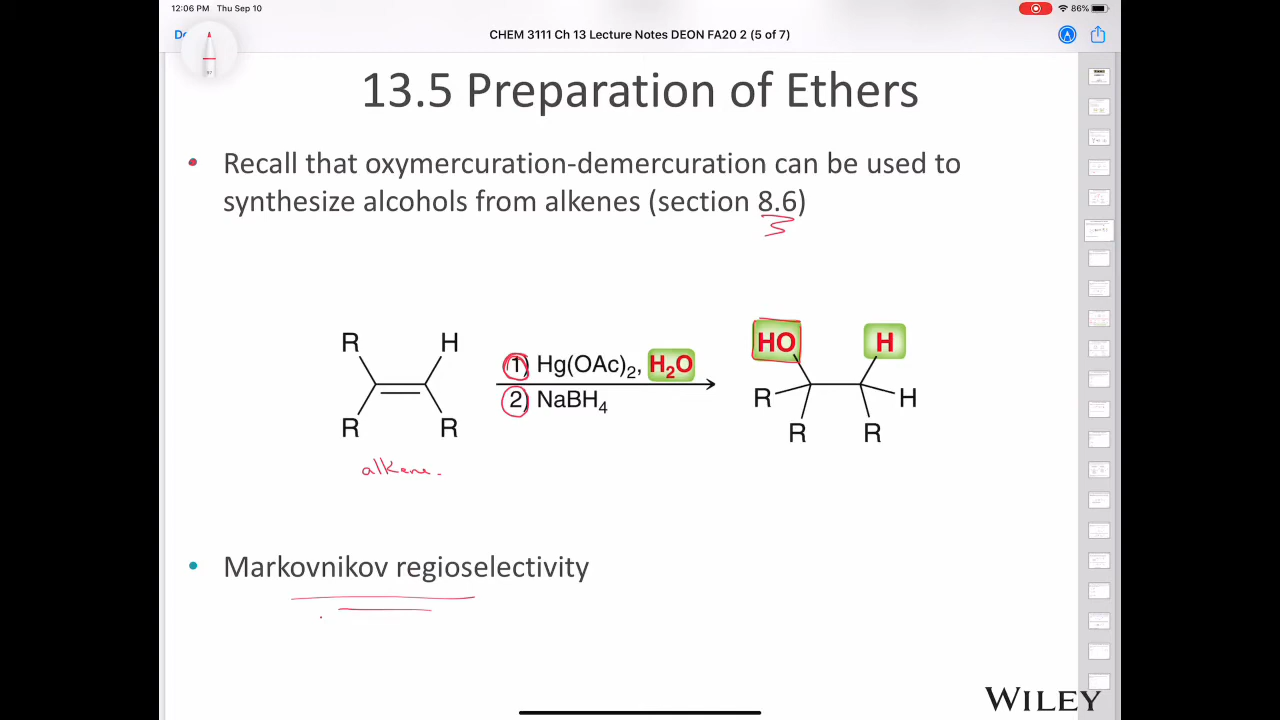 12:06 PM Thu Sep 10
86%
CHEM 3111 Ch 13 Lecture Notes DEON FA20 2 (5 of 7)
13.5 Preparation of Ethers
• Recall that oxymercuration-demercuration can be used to
synthesize alcohols from alkenes (section 8.6)
R H
R R
1) Hg(OAc)₂, H₂O
2) NaBH₄
HO H
R H
R R
alkene.
• Markovnikov regioselectivity
WILEY